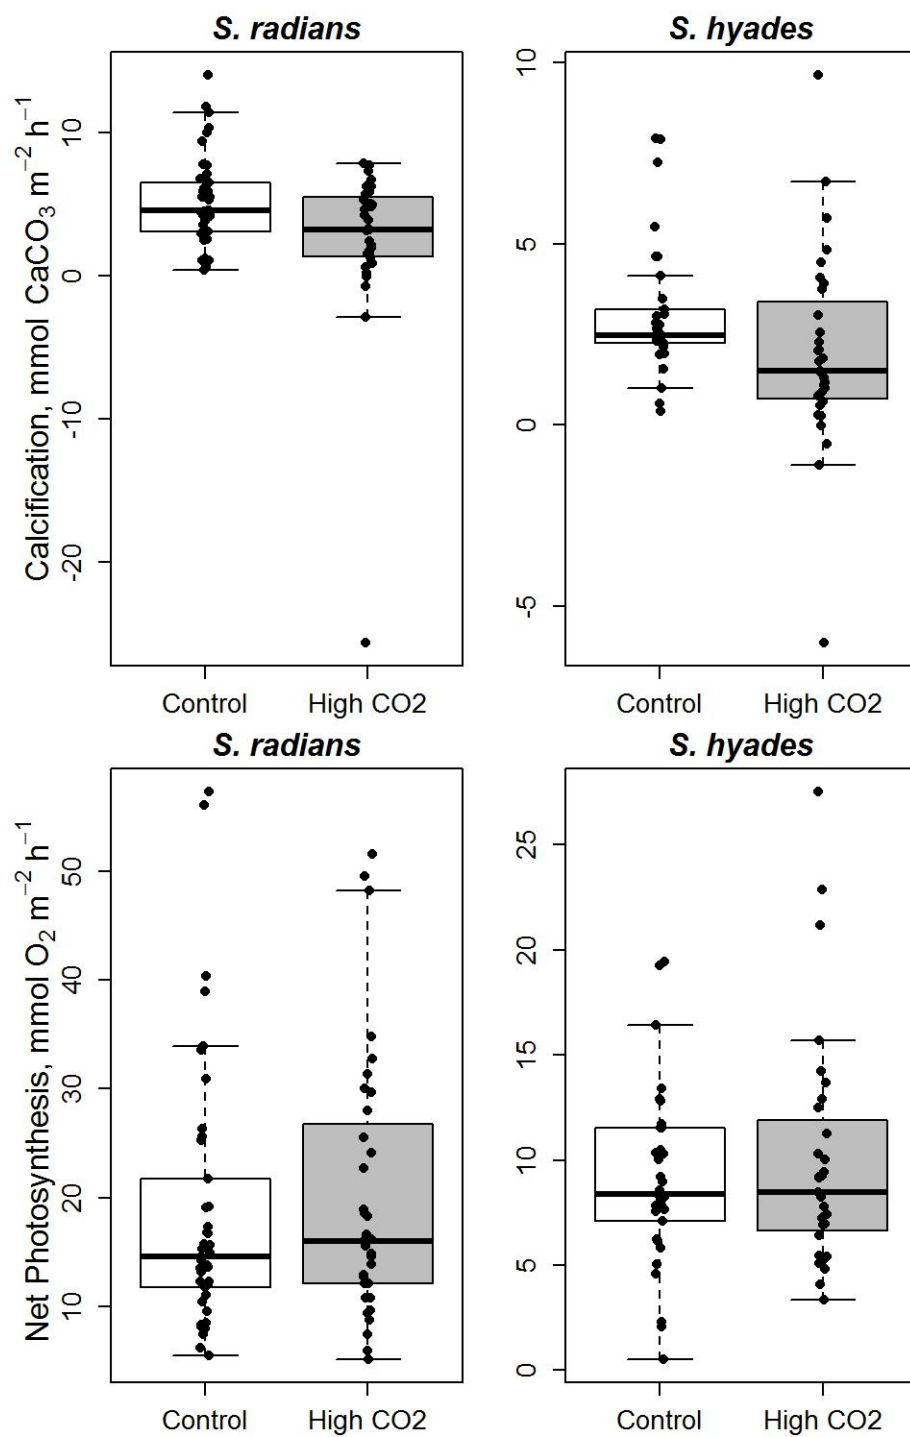 S. radians
S. hyades
Calcification, mmol CaCO₃ m⁻² h⁻¹
10
0
-10
-20
10
5
0
-5
Control
High CO2
Control
High CO2
S. radians
S. hyades
Net Photosynthesis, mmol O₂ m⁻² h⁻¹
50
40
30
20
10
25
20
15
10
5
0
Control
High CO2
Control
High CO2